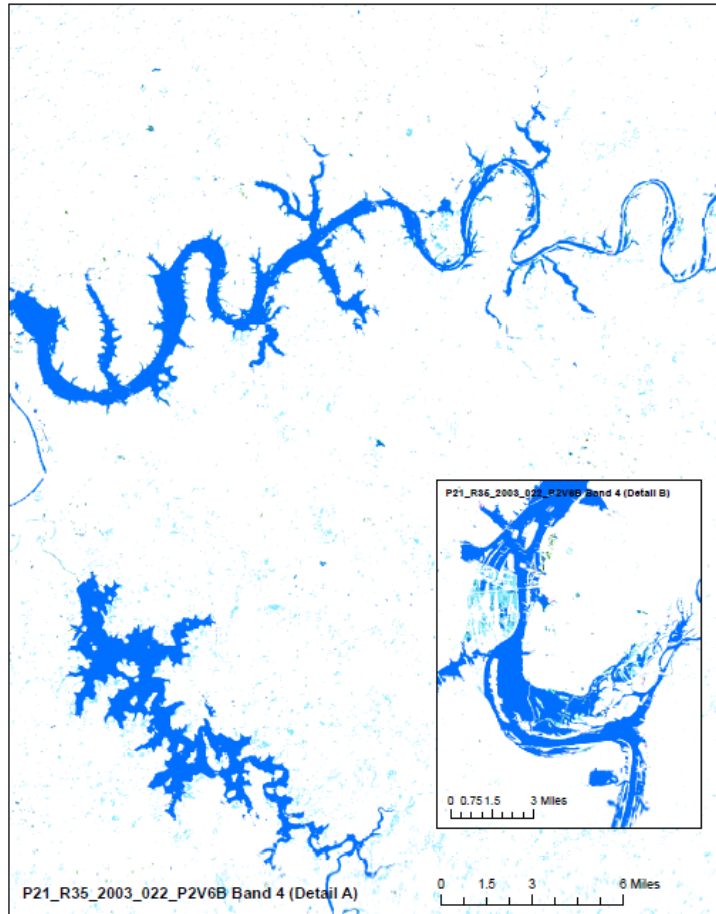 P21_R35_2003_022_P2V6B Band 4 (Detail B)
0 0.75 1.5 3 Miles
P21_R35_2003_022_P2V6B Band 4 (Detail A)
0 1.5 3 6 Miles